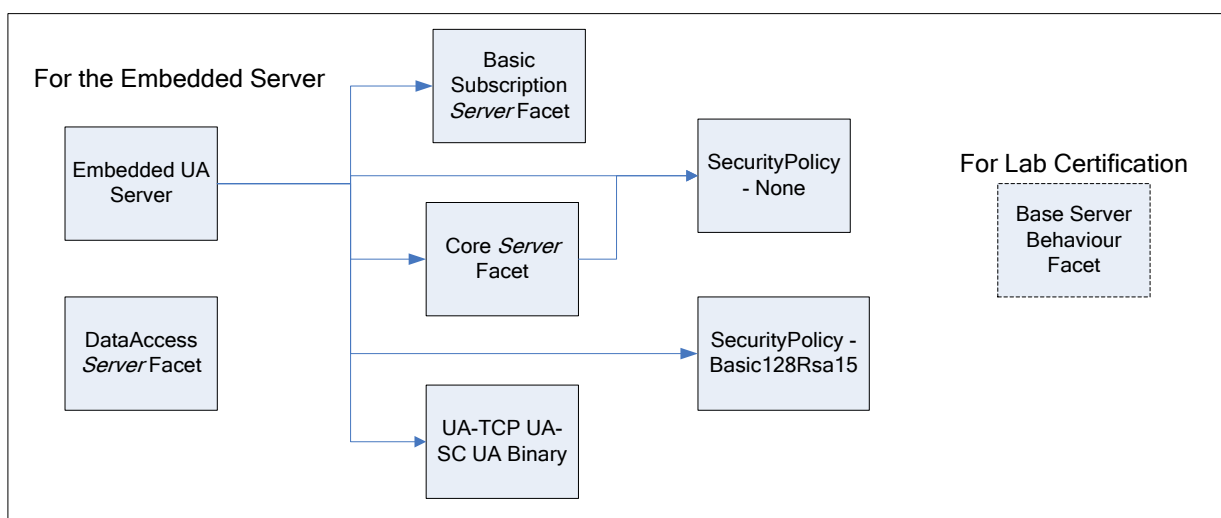 For the Embedded Server
Basic
Subscription
Server Facet
Embedded UA
Server
SecurityPolicy
- None
For Lab Certification
Base Server
Behaviour
Facet
Core Server
Facet
DataAccess
Server Facet
SecurityPolicy -
Basic128Rsa15
UA-TCP UA-
SC UA Binary